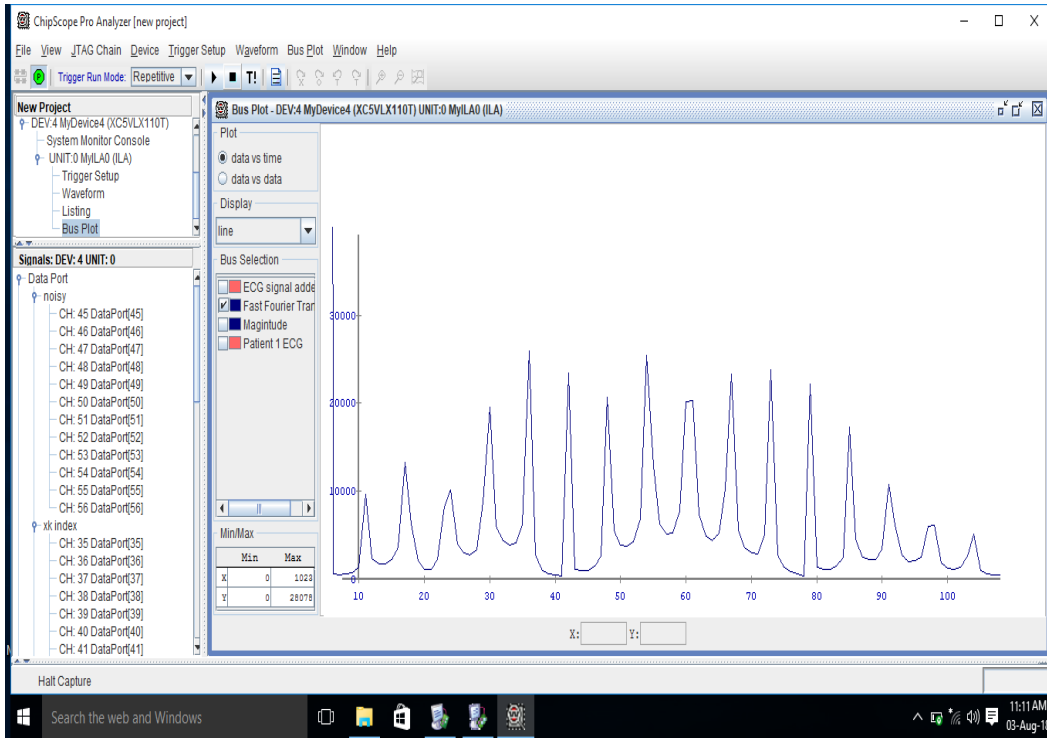 ChipScope Pro Analyzer [new project]
File View JTAG Chain Device Trigger Setup Waveform Bus Plot Window Help
Trigger Run Mode: Repetitive T!
New Project
DEV:4 MyDevice4 (XC5VLX110T)
System Monitor Console
UNIT:0 MyILA0 (ILA)
Trigger Setup
Waveform
Listing
Bus Plot
Signals: DEV: 4 UNIT: 0
Data Port
noisy
CH: 45 DataPort[45]
CH: 46 DataPort[46]
CH: 47 DataPort[47]
CH: 48 DataPort[48]
CH: 49 DataPort[49]
CH: 50 DataPort[50]
CH: 51 DataPort[51]
CH: 52 DataPort[52]
CH: 53 DataPort[53]
CH: 54 DataPort[54]
CH: 55 DataPort[55]
CH: 56 DataPort[56]
xk index
CH: 35 DataPort[35]
CH: 36 DataPort[36]
CH: 37 DataPort[37]
CH: 38 DataPort[38]
CH: 39 DataPort[39]
CH: 40 DataPort[40]
CH: 41 DataPort[41]
Bus Plot - DEV:4 MyDevice4 (XC5VLX110T) UNIT:0 MyILA0 (ILA)
Plot
data vs time
data vs data
Display
line
Bus Selection
ECG signal adde
Fast Fourier Tran
Magintude
Patient 1 ECG
Min/Max
Min Max
X 0 1023
Y 0 28078
30000
20000
10000
0
10 20 30 40 50 60 70 80 90 100
X: Y:
Halt Capture
Search the web and Windows
11:11 AM
03-Aug-18